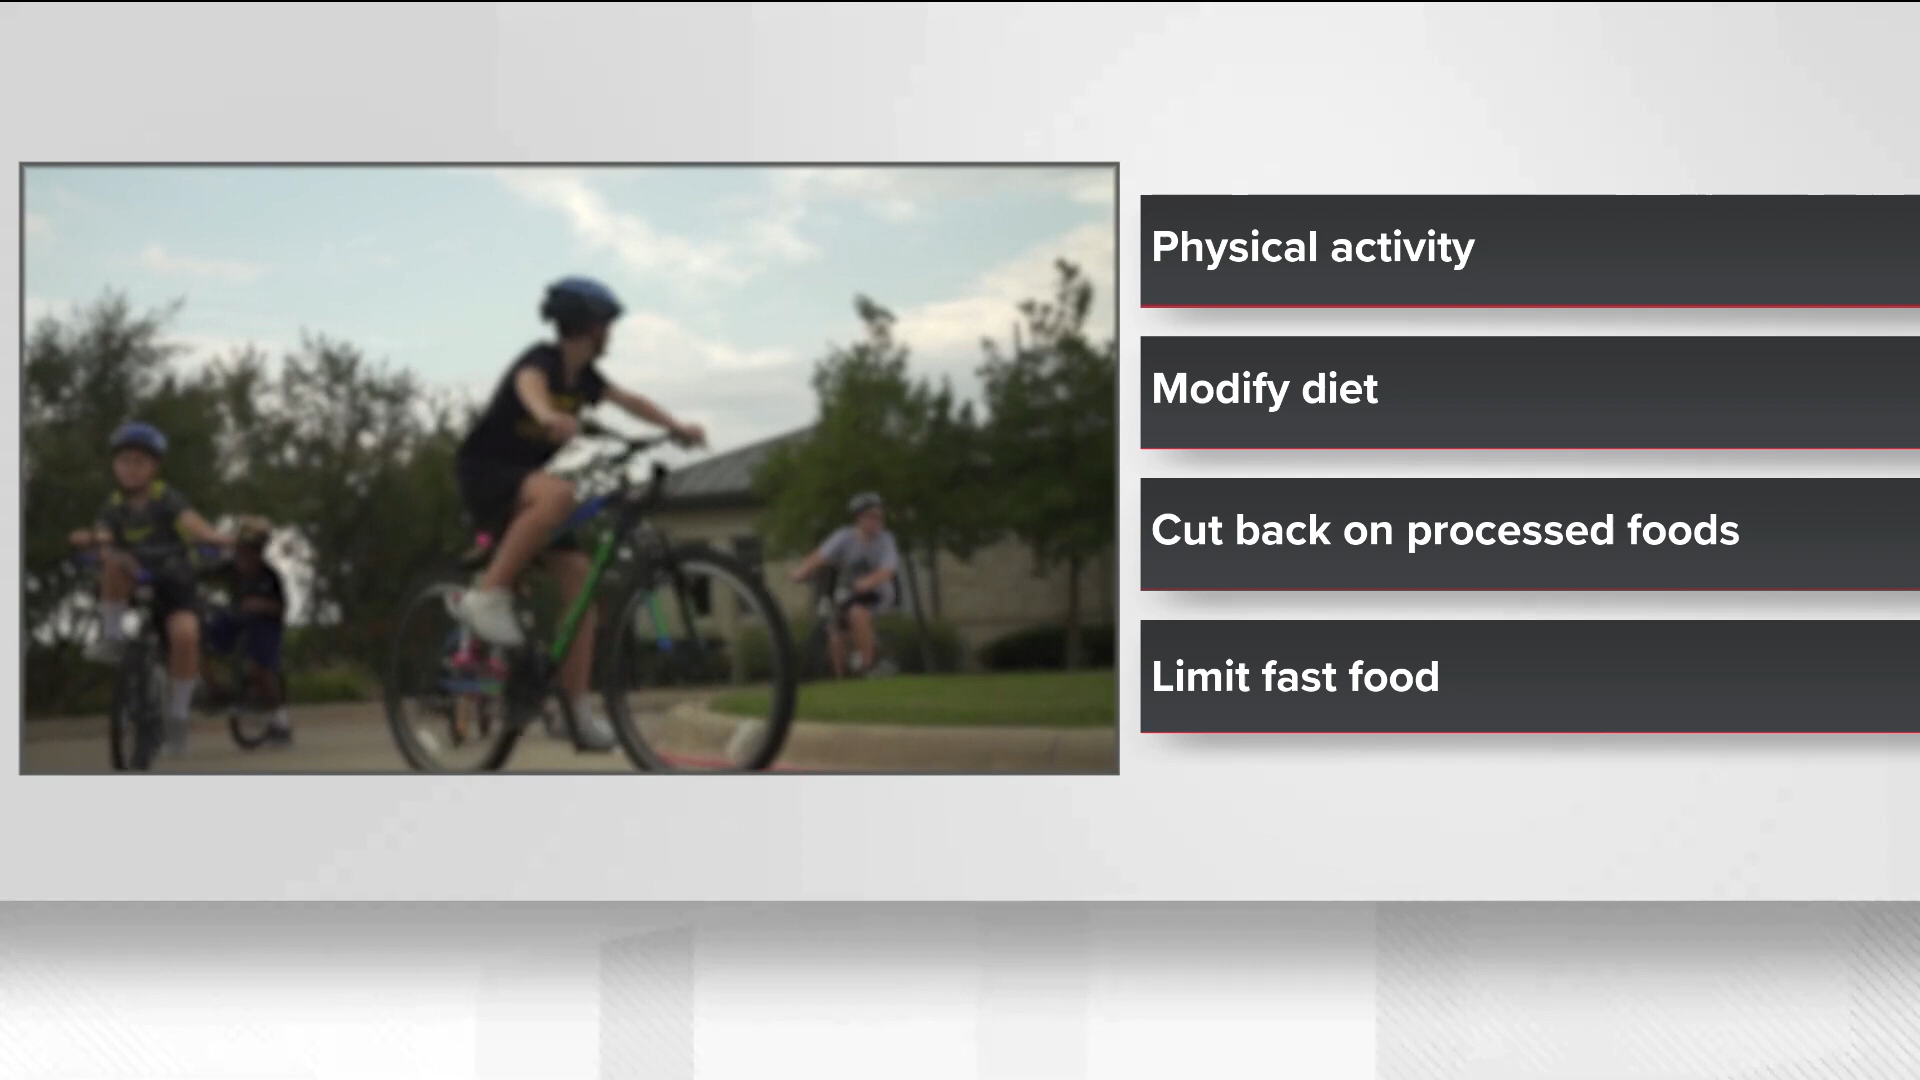 Physical activity
Modify diet
Cut back on processed foods
Limit fast food